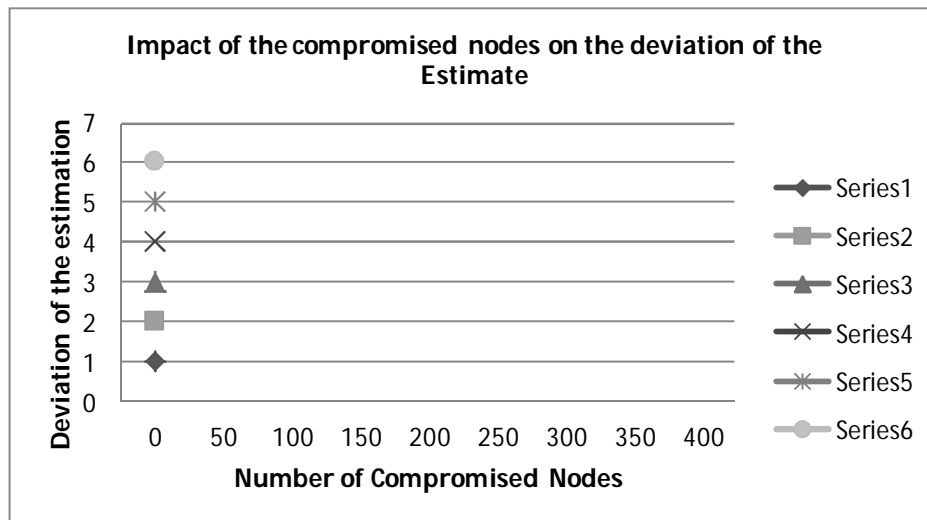 Impact of the compromised nodes on the deviation of the
Estimate
Deviation of the estimation
7
6
5
4
3
2
1
0
0 50 100 150 200 250 300 350 400
Number of Compromised Nodes
Series1
Series2
Series3
Series4
Series5
Series6